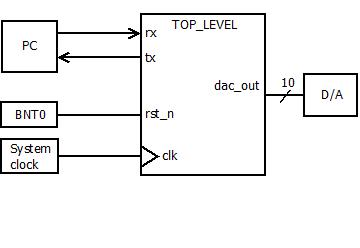 TOP_LEVEL
PC
rx
tx
dac_out
10
D/A
BNT0
rst_n
System
clock
clk